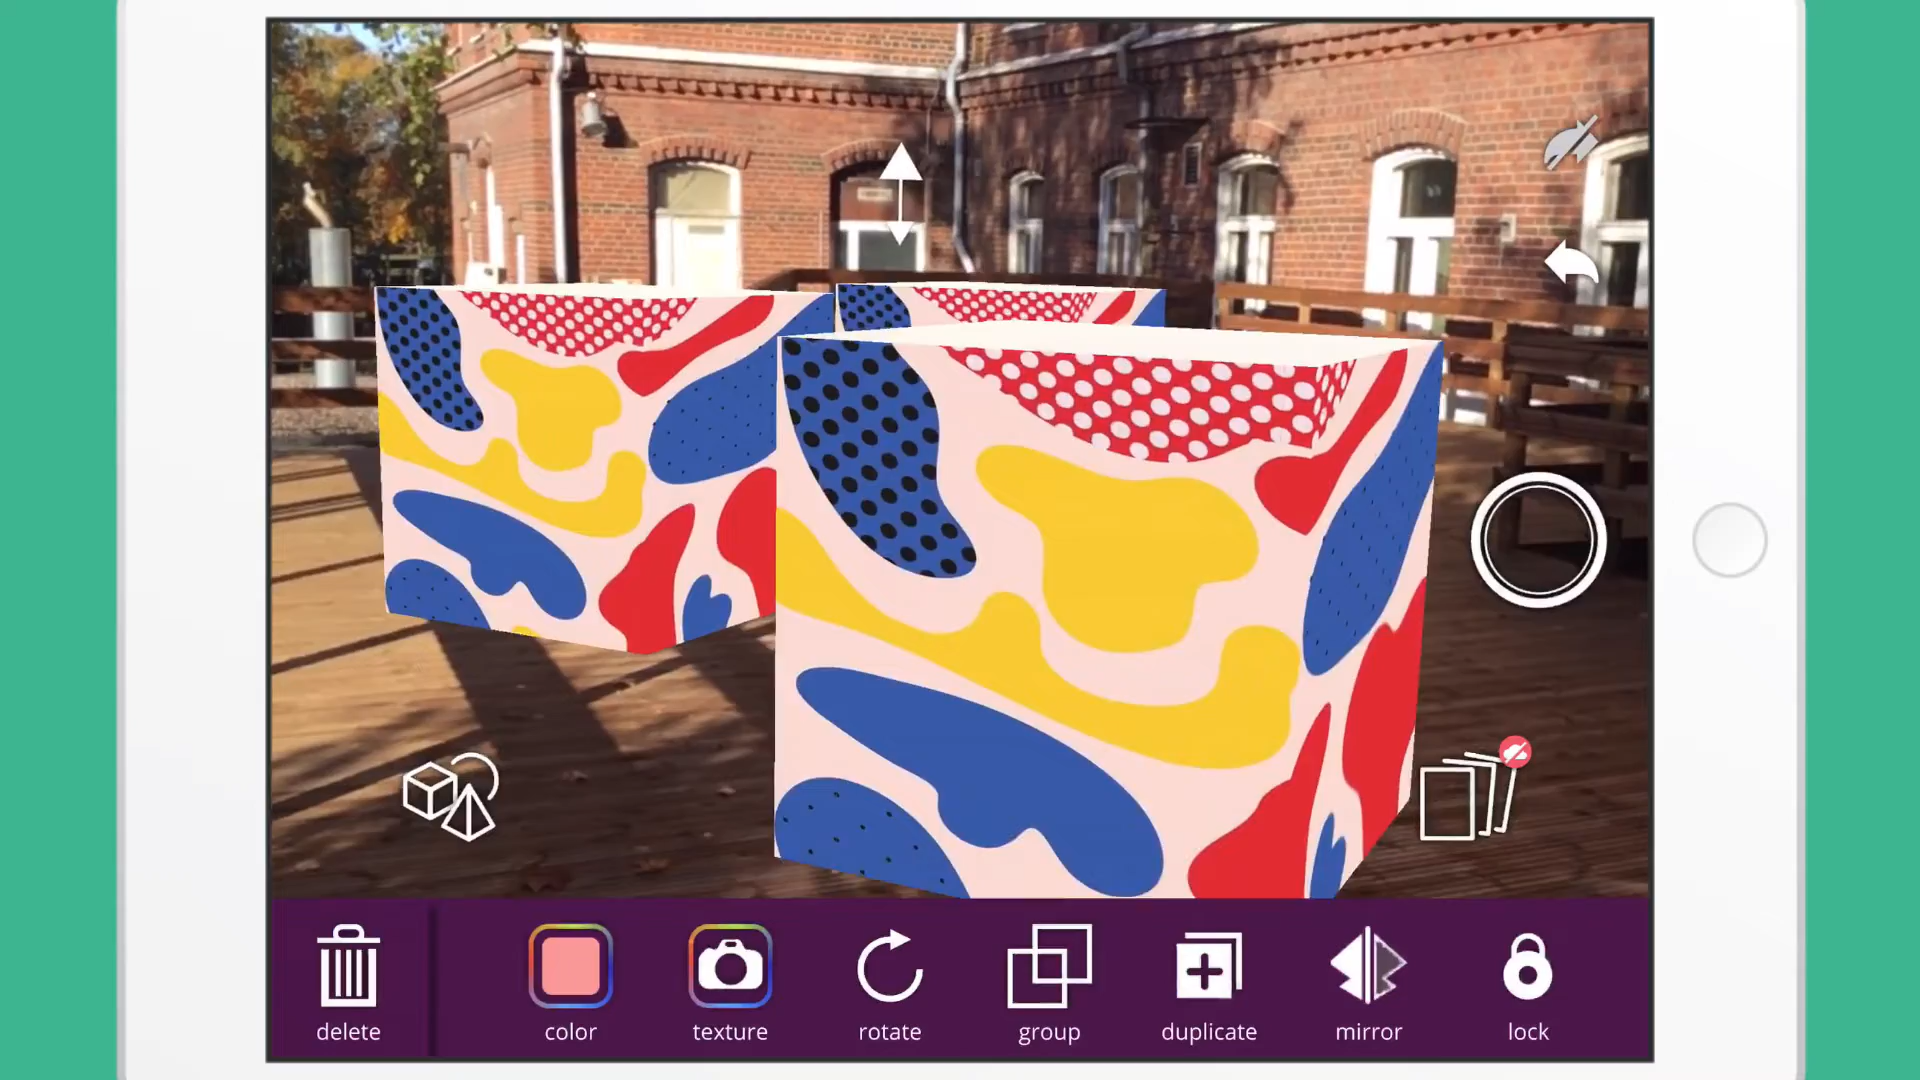 delete
color
texture
rotate
group
duplicate
mirror
lock